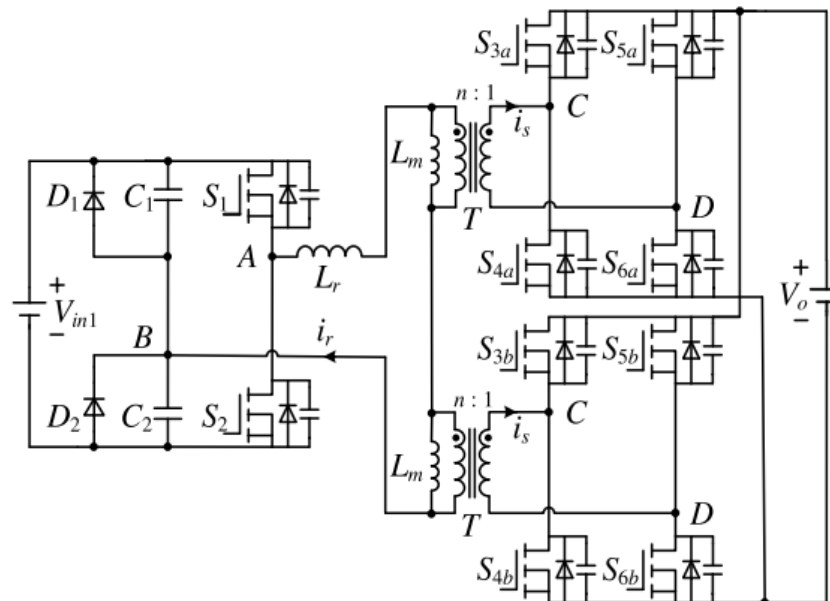 S3a
S5a
n : 1
is
C
Lm
T
D
D1
C1
S1
A
Lr
S4a
S6a
+
Vin1
−
+
Vo
−
B
ir
S3b
S5b
D2
C2
S2
n : 1
is
C
Lm
T
D
S4b
S6b